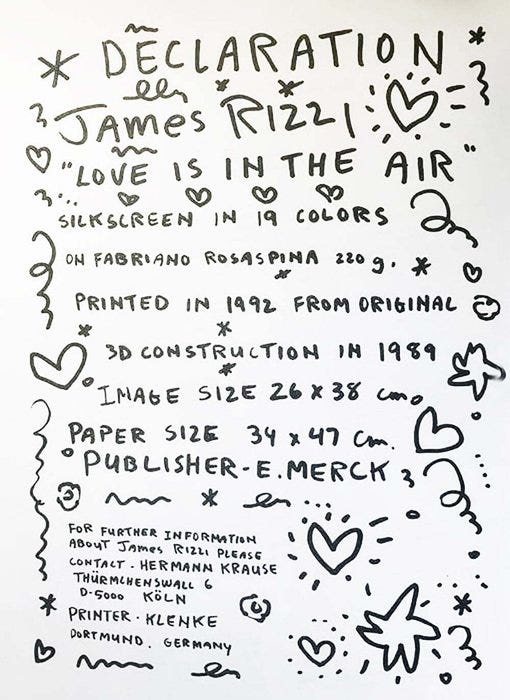 DECLARATION
James Rizzi
"LOVE IS IN THE AIR"
SILKSCREEN IN 19 COLORS
ON FABRIANO ROSASPINA 220 g.
PRINTED IN 1992 FROM ORIGINAL
3D CONSTRUCTION IN 1989
IMAGE SIZE 26 x 38 cm
PAPER SIZE 34 x 47 cm.
PUBLISHER - E. MERCK
FOR FURTHER INFORMATION
ABOUT James Rizzi PLEASE
CONTACT. HERMANN KRAUSE
THÜRMCHENSWALL 6
D-5000 KÖLN
PRINTER. KLENKE
DORTMUND. GERMANY